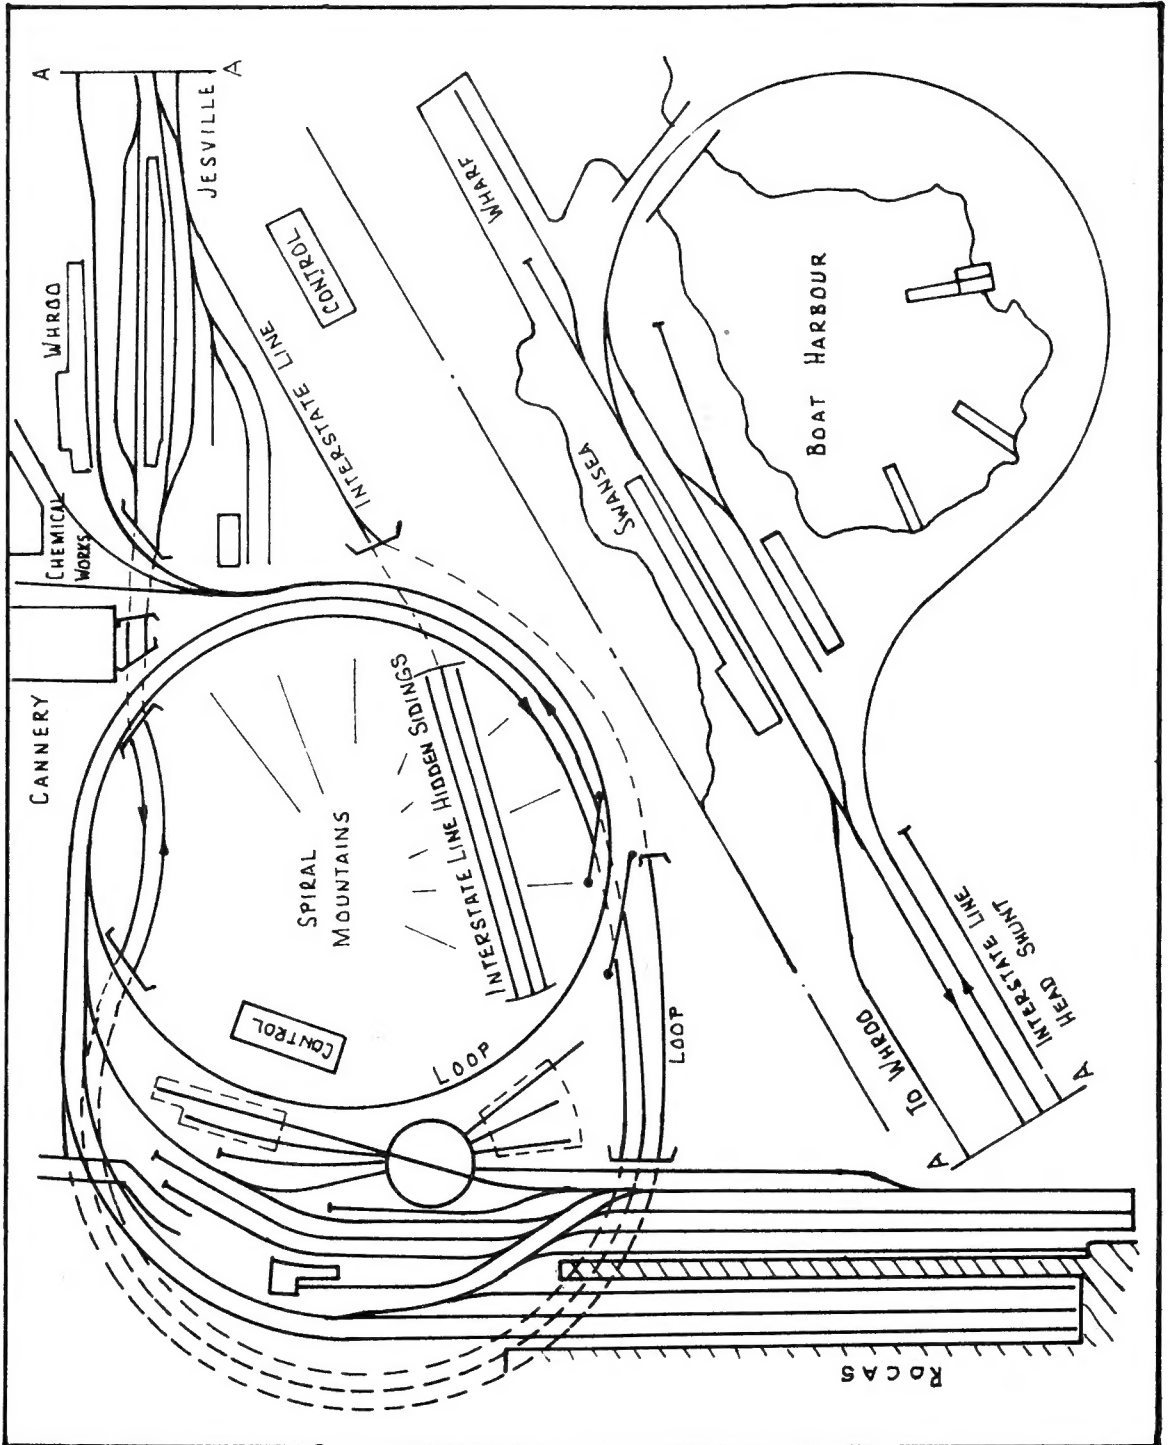 A
A
JESVILLE
WHROO
CONTROL
INTERSTATE LINE
CHEMICAL
WORKS
CANNERY
SPIRAL
MOUNTAINS
INTERSTATE LINE HIDDEN SIDINGS
CONTROL
LOOP
LOOP
WHARF
SWANSEA
BOAT HARBOUR
INTERSTATE LINE
HEAD SHUNT
TO WHROO
A
A
ROCAS